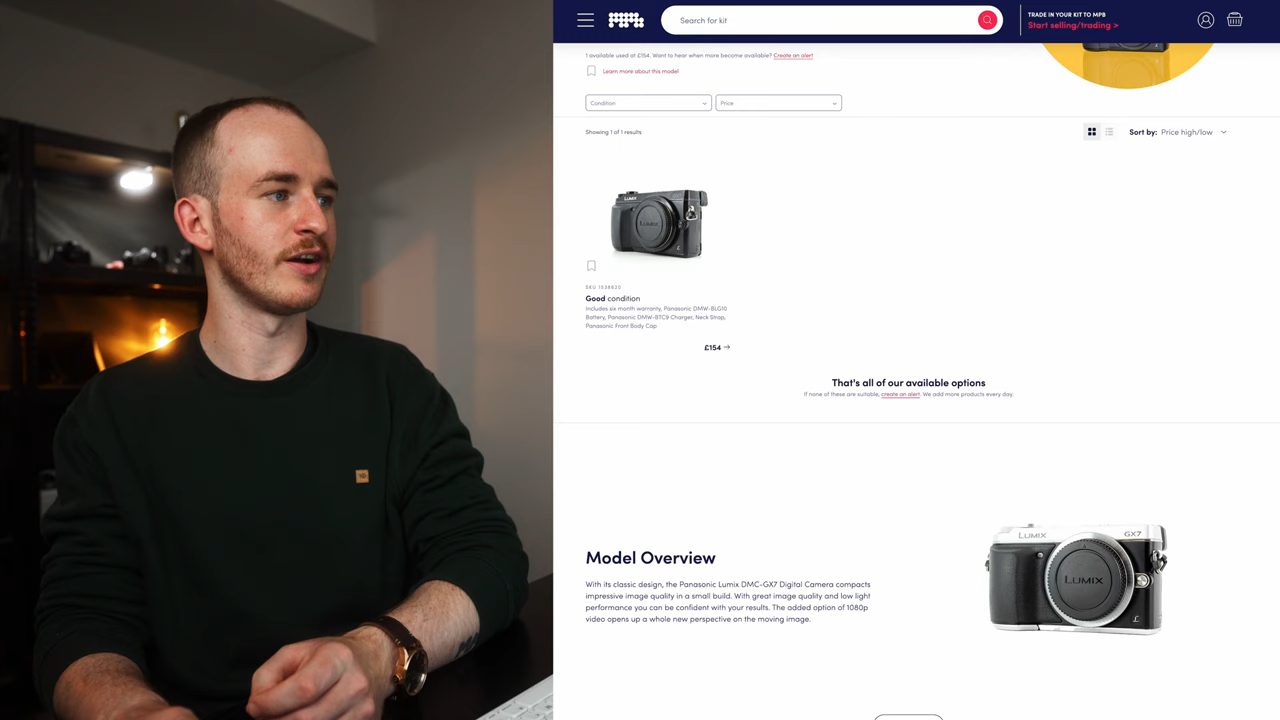 mpb
Search for kit
TRADE IN YOUR KIT TO MPB
Start selling/trading >
1 available used at £154. Want to hear when more become available? Create an alert
Learn more about this model
Condition
Price
Showing 1 of 1 results
Sort by: Price high/low
LUMIX
LUMIX
L
SKU 1638620
Good condition
Includes six month warranty, Panasonic DMW-BLG10
Battery, Panasonic DMW-BTC9 Charger, Neck Strap,
Panasonic Front Body Cap
£154
That's all of our available options
If none of these are suitable, create an alert. We add more products every day.
Model Overview
With its classic design, the Panasonic Lumix DMC-GX7 Digital Camera compacts
impressive image quality in a small build. With great image quality and low light
performance you can be confident with your results. The added option of 1080p
video opens up a whole new perspective on the moving image.
LUMIX
GX7
LUMIX
L